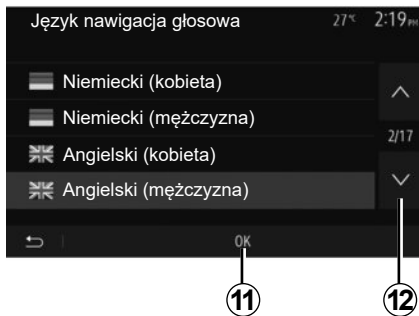 Język nawigacja głosowa 27°C 2:19PM
Niemiecki (kobieta)
Niemiecki (mężczyzna)
2/17
Angielski (kobieta)
Angielski (mężczyzna)
OK
11 12